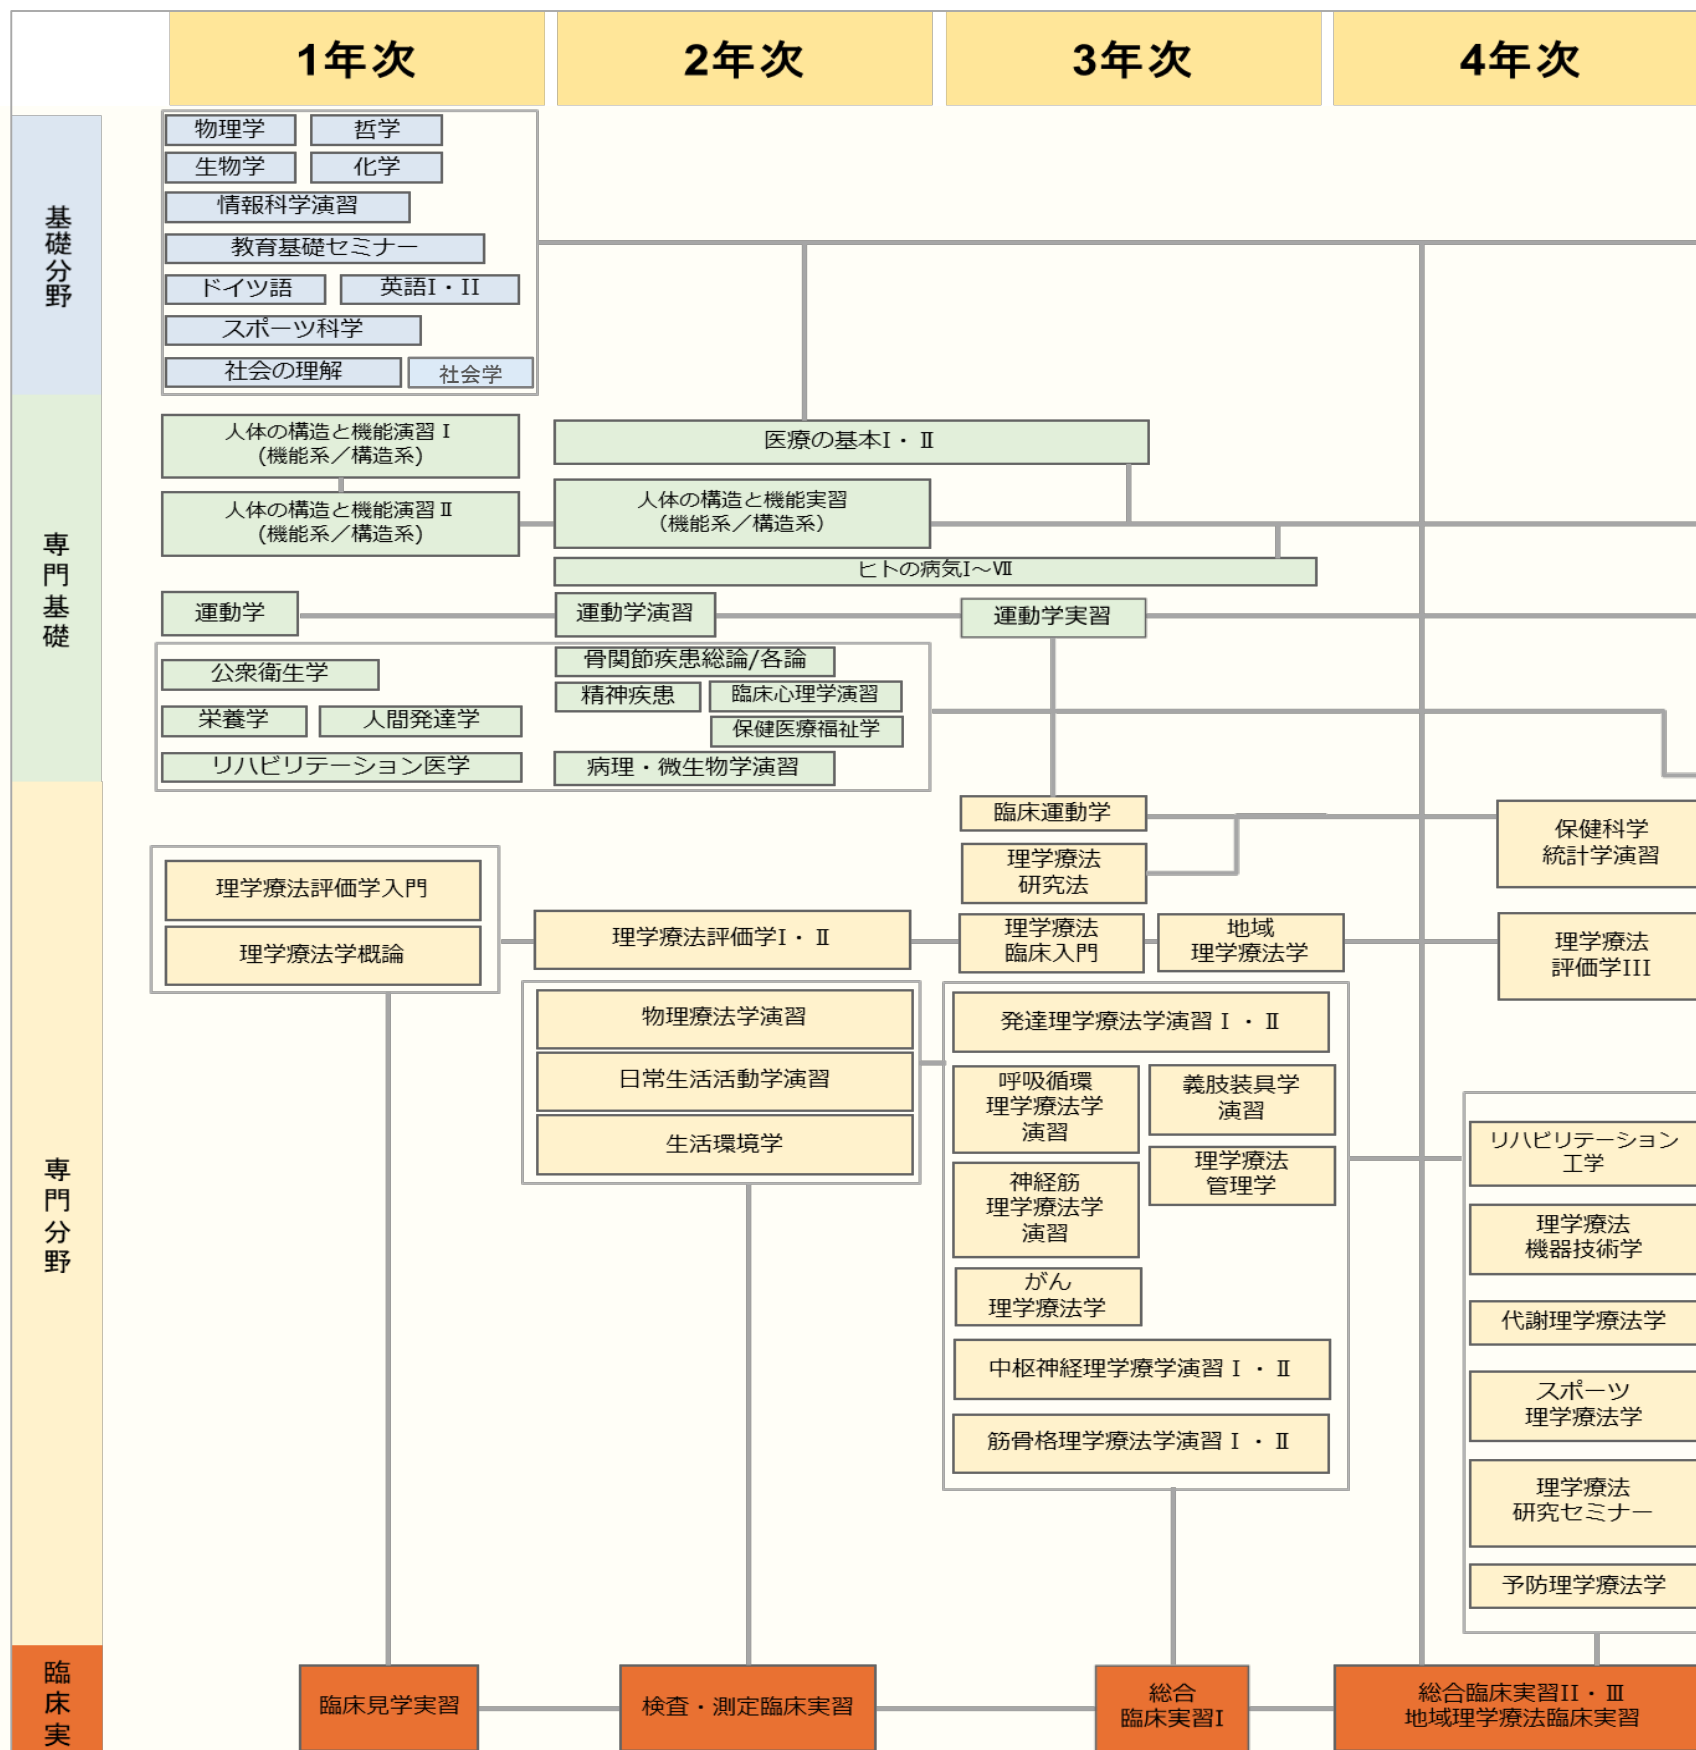 1年次
2年次
3年次
4年次
基礎分野
物理学
哲学
生物学
化学
情報科学演習
教育基礎セミナー
ドイツ語
英語I・II
スポーツ科学
社会の理解
社会学
専門基礎
人体の構造と機能演習Ⅰ
(機能系／構造系)
医療の基本I・Ⅱ
人体の構造と機能演習Ⅱ
(機能系／構造系)
人体の構造と機能実習
（機能系／構造系）
ヒトの病気I～Ⅶ
運動学
運動学演習
運動学実習
公衆衛生学
栄養学
人間発達学
リハビリテーション医学
骨関節疾患総論/各論
精神疾患
臨床心理学演習
保健医療福祉学
病理・微生物学演習
専門分野
臨床運動学
理学療法
研究法
保健科学
統計学演習
理学療法評価学入門
理学療法学概論
理学療法評価学I・Ⅱ
理学療法
臨床入門
地域
理学療法学
理学療法
評価学III
物理療法学演習
日常生活活動学演習
生活環境学
発達理学療法学演習Ⅰ・Ⅱ
呼吸循環
理学療法学
演習
義肢装具学
演習
神経筋
理学療法学
演習
理学療法
管理学
がん
理学療法学
中枢神経理学療学演習Ⅰ・Ⅱ
筋骨格理学療法学演習Ⅰ・Ⅱ
リハビリテーション
工学
理学療法
機器技術学
代謝理学療法学
スポーツ
理学療法学
理学療法
研究セミナー
予防理学療法学
臨床実
臨床見学実習
検査・測定臨床実習
総合
臨床実習I
総合臨床実習II・Ⅲ
地域理学療法臨床実習